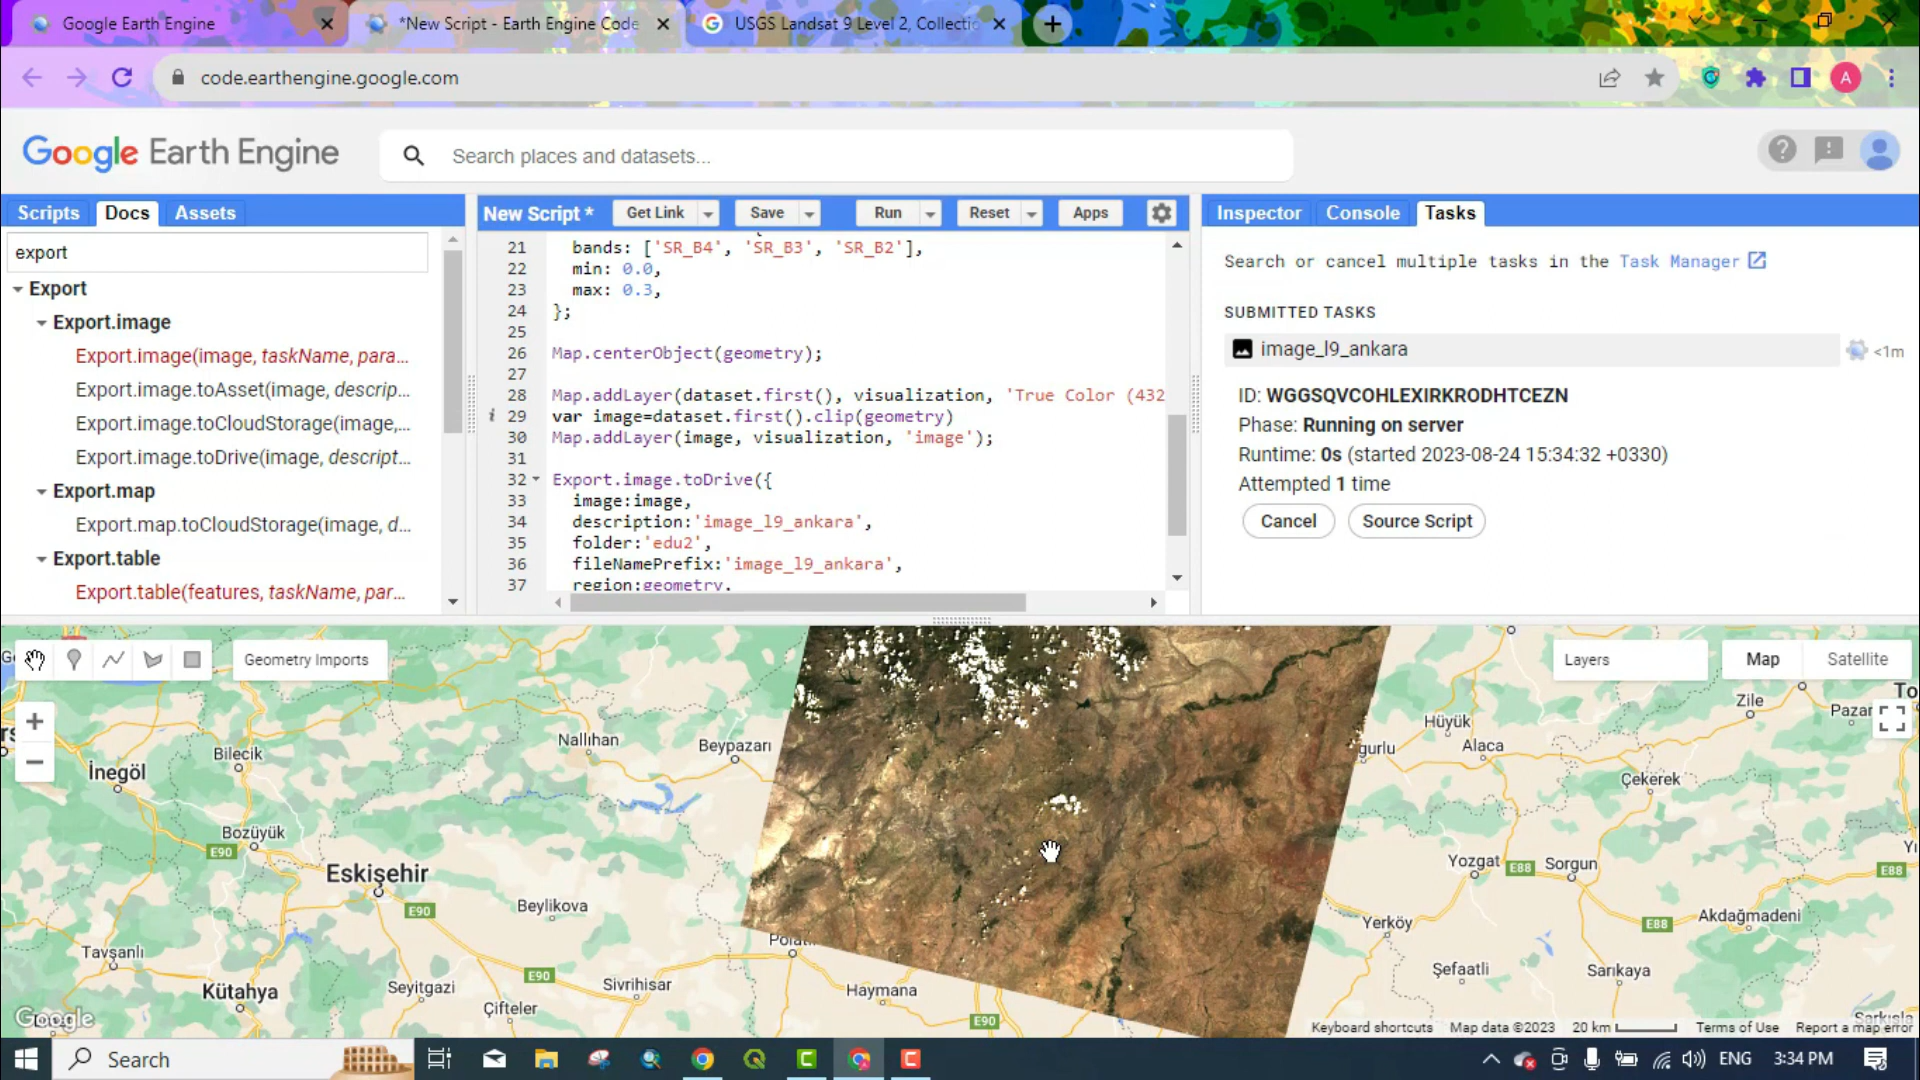 Google Earth Engine
*New Script - Earth Engine Code
USGS Landsat 9 Level 2, Collectio
code.earthengine.google.com
A
Google Earth Engine
Search places and datasets...
Scripts
Docs
Assets
export
Export
Export.image
Export.image(image, taskName, para...
Export.image.toAsset(image, descrip...
Export.image.toCloudStorage(image,...
Export.image.toDrive(image, descript...
Export.map
Export.map.toCloudStorage(image, d...
Export.table
Export.table(features, taskName, par...
New Script *
Get Link
Save
Run
Reset
Apps
21 bands: ['SR_B4', 'SR_B3', 'SR_B2'],
22 min: 0.0,
23 max: 0.3,
24 };
25
26 Map.centerObject(geometry);
27
28 Map.addLayer(dataset.first(), visualization, 'True Color (432
i 29 var image=dataset.first().clip(geometry)
30 Map.addLayer(image, visualization, 'image');
31
32 Export.image.toDrive({
33 image:image,
34 description:'image_l9_ankara',
35 folder:'edu2',
36 fileNamePrefix:'image_l9_ankara',
37 region:geometry,
Inspector
Console
Tasks
Search or cancel multiple tasks in the Task Manager
SUBMITTED TASKS
image_l9_ankara
<1m
ID: WGGSQVCOHLEXIRKRODHTCEZN
Phase: Running on server
Runtime: 0s (started 2023-08-24 15:34:32 +0330)
Attempted 1 time
Cancel
Source Script
Geometry Imports
Layers
Map
Satellite
+
−
Nallıhan
Beypazarı
Bilecik
İnegöl
Bozüyük
E90
Eskişehir
E90
Beylikova
Tavşanlı
Kütahya
Seyitgazi
E90
Çifteler
Sivrihisar
Haymana
E90
Zile
Pazar
Hüyük
Alaca
Çekerek
Yozgat
E88
Sorgun
E88
Yerköy
E88
Akdağmadeni
Şefaatli
Sarıkaya
Google
Keyboard shortcuts
Map data ©2023
20 km
Terms of Use
Report a map error
Search
ENG
3:34 PM